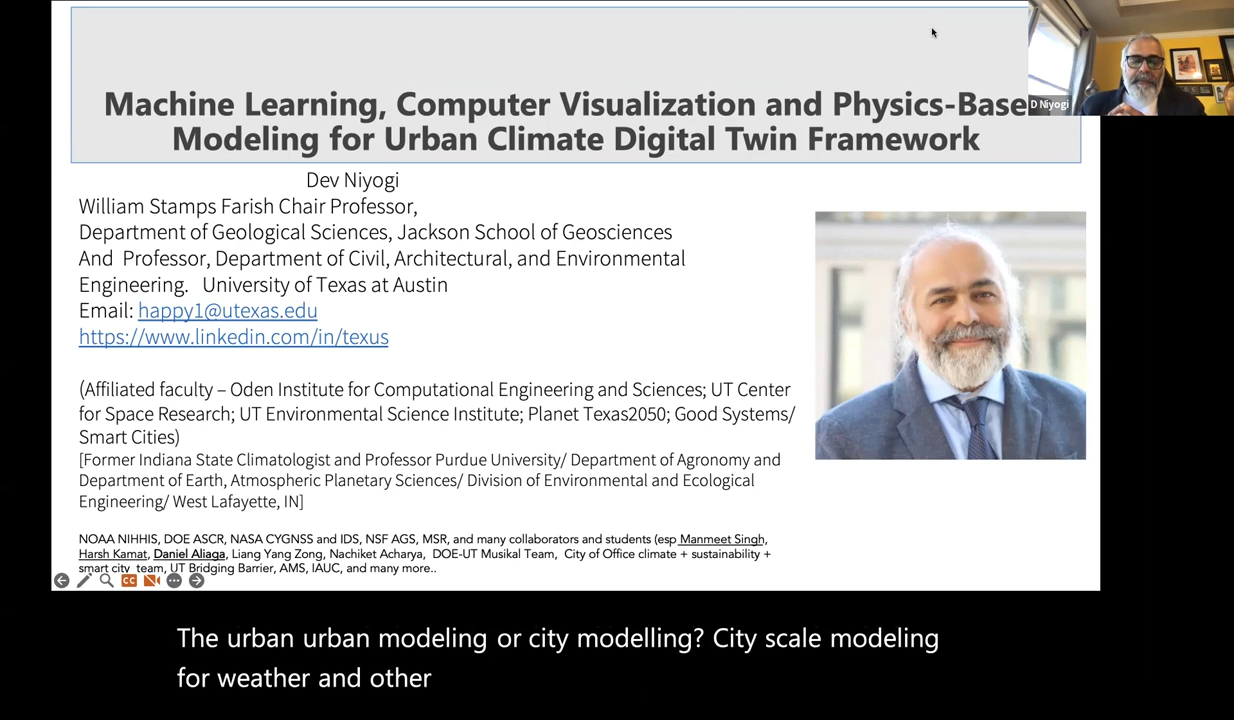 Machine Learning, Computer Visualization and Physics-Base
Modeling for Urban Climate Digital Twin Framework
D Niyogi
Dev Niyogi
William Stamps Farish Chair Professor,
Department of Geological Sciences, Jackson School of Geosciences
And Professor, Department of Civil, Architectural, and Environmental
Engineering. University of Texas at Austin
Email: happy1@utexas.edu
https://www.linkedin.com/in/texus
(Affiliated faculty – Oden Institute for Computational Engineering and Sciences; UT Center
for Space Research; UT Environmental Science Institute; Planet Texas2050; Good Systems/
Smart Cities)
[Former Indiana State Climatologist and Professor Purdue University/ Department of Agronomy and
Department of Earth, Atmospheric Planetary Sciences/ Division of Environmental and Ecological
Engineering/ West Lafayette, IN]
NOAA NIHHIS, DOE ASCR, NASA CYGNSS and IDS, NSF AGS, MSR, and many collaborators and students (esp Manmeet Singh,
Harsh Kamat, Daniel Aliaga, Liang Yang Zong, Nachiket Acharya, DOE-UT Musikal Team, City of Office climate + sustainability +
smart city team, UT Bridging Barrier, AMS, IAUC, and many more..
CC
The urban urban modeling or city modelling? City scale modeling
for weather and other